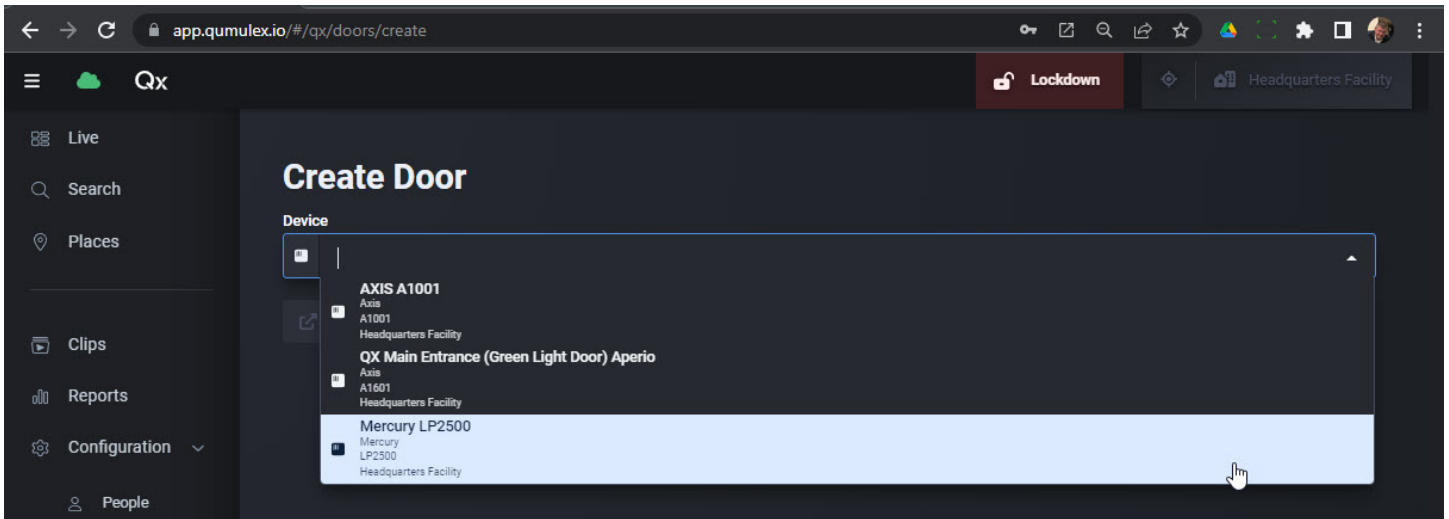 app.qumulex.io/#/qx/doors/create
Qx
Lockdown
Headquarters Facility
Live
Search
Places
Clips
Reports
Configuration
People
Create Door
Device
AXIS A1001
Axis
A1001
Headquarters Facility
QX Main Entrance (Green Light Door) Aperio
Axis
A1601
Headquarters Facility
Mercury LP2500
Mercury
LP2500
Headquarters Facility